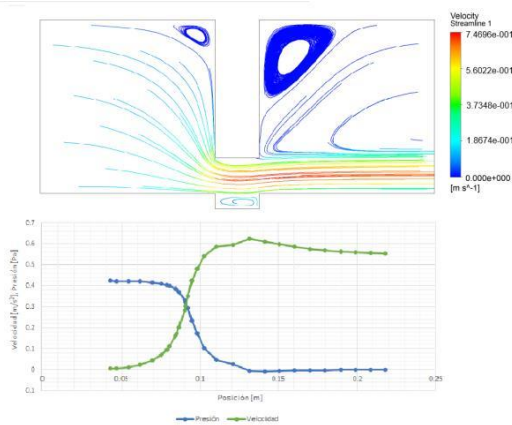 Velocity
Streamline 1
7.4696e-001
5.6022e-001
3.7348e-001
1.8674e-001
0.000e+000
[m s^-1]
0.7
0.6
0.5
0.4
0.3
0.2
0.1
0
0.1
Velocidad [m/s], Presión [Pa]
0 0.05 0.1 0.15 0.2 0.25
Posición [m]
Presión Velocidad